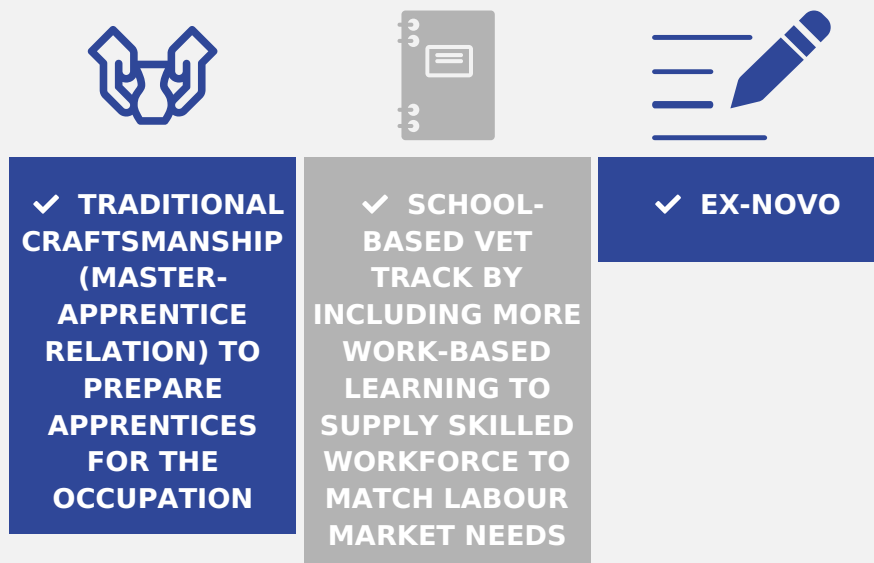 ✓ TRADITIONAL
CRAFTSMANSHIP
(MASTER-
APPRENTICE
RELATION) TO
PREPARE
APPRENTICES
FOR THE
OCCUPATION
✓ SCHOOL-
BASED VET
TRACK BY
INCLUDING MORE
WORK-BASED
LEARNING TO
SUPPLY SKILLED
WORKFORCE TO
MATCH LABOUR
MARKET NEEDS
✓ EX-NOVO